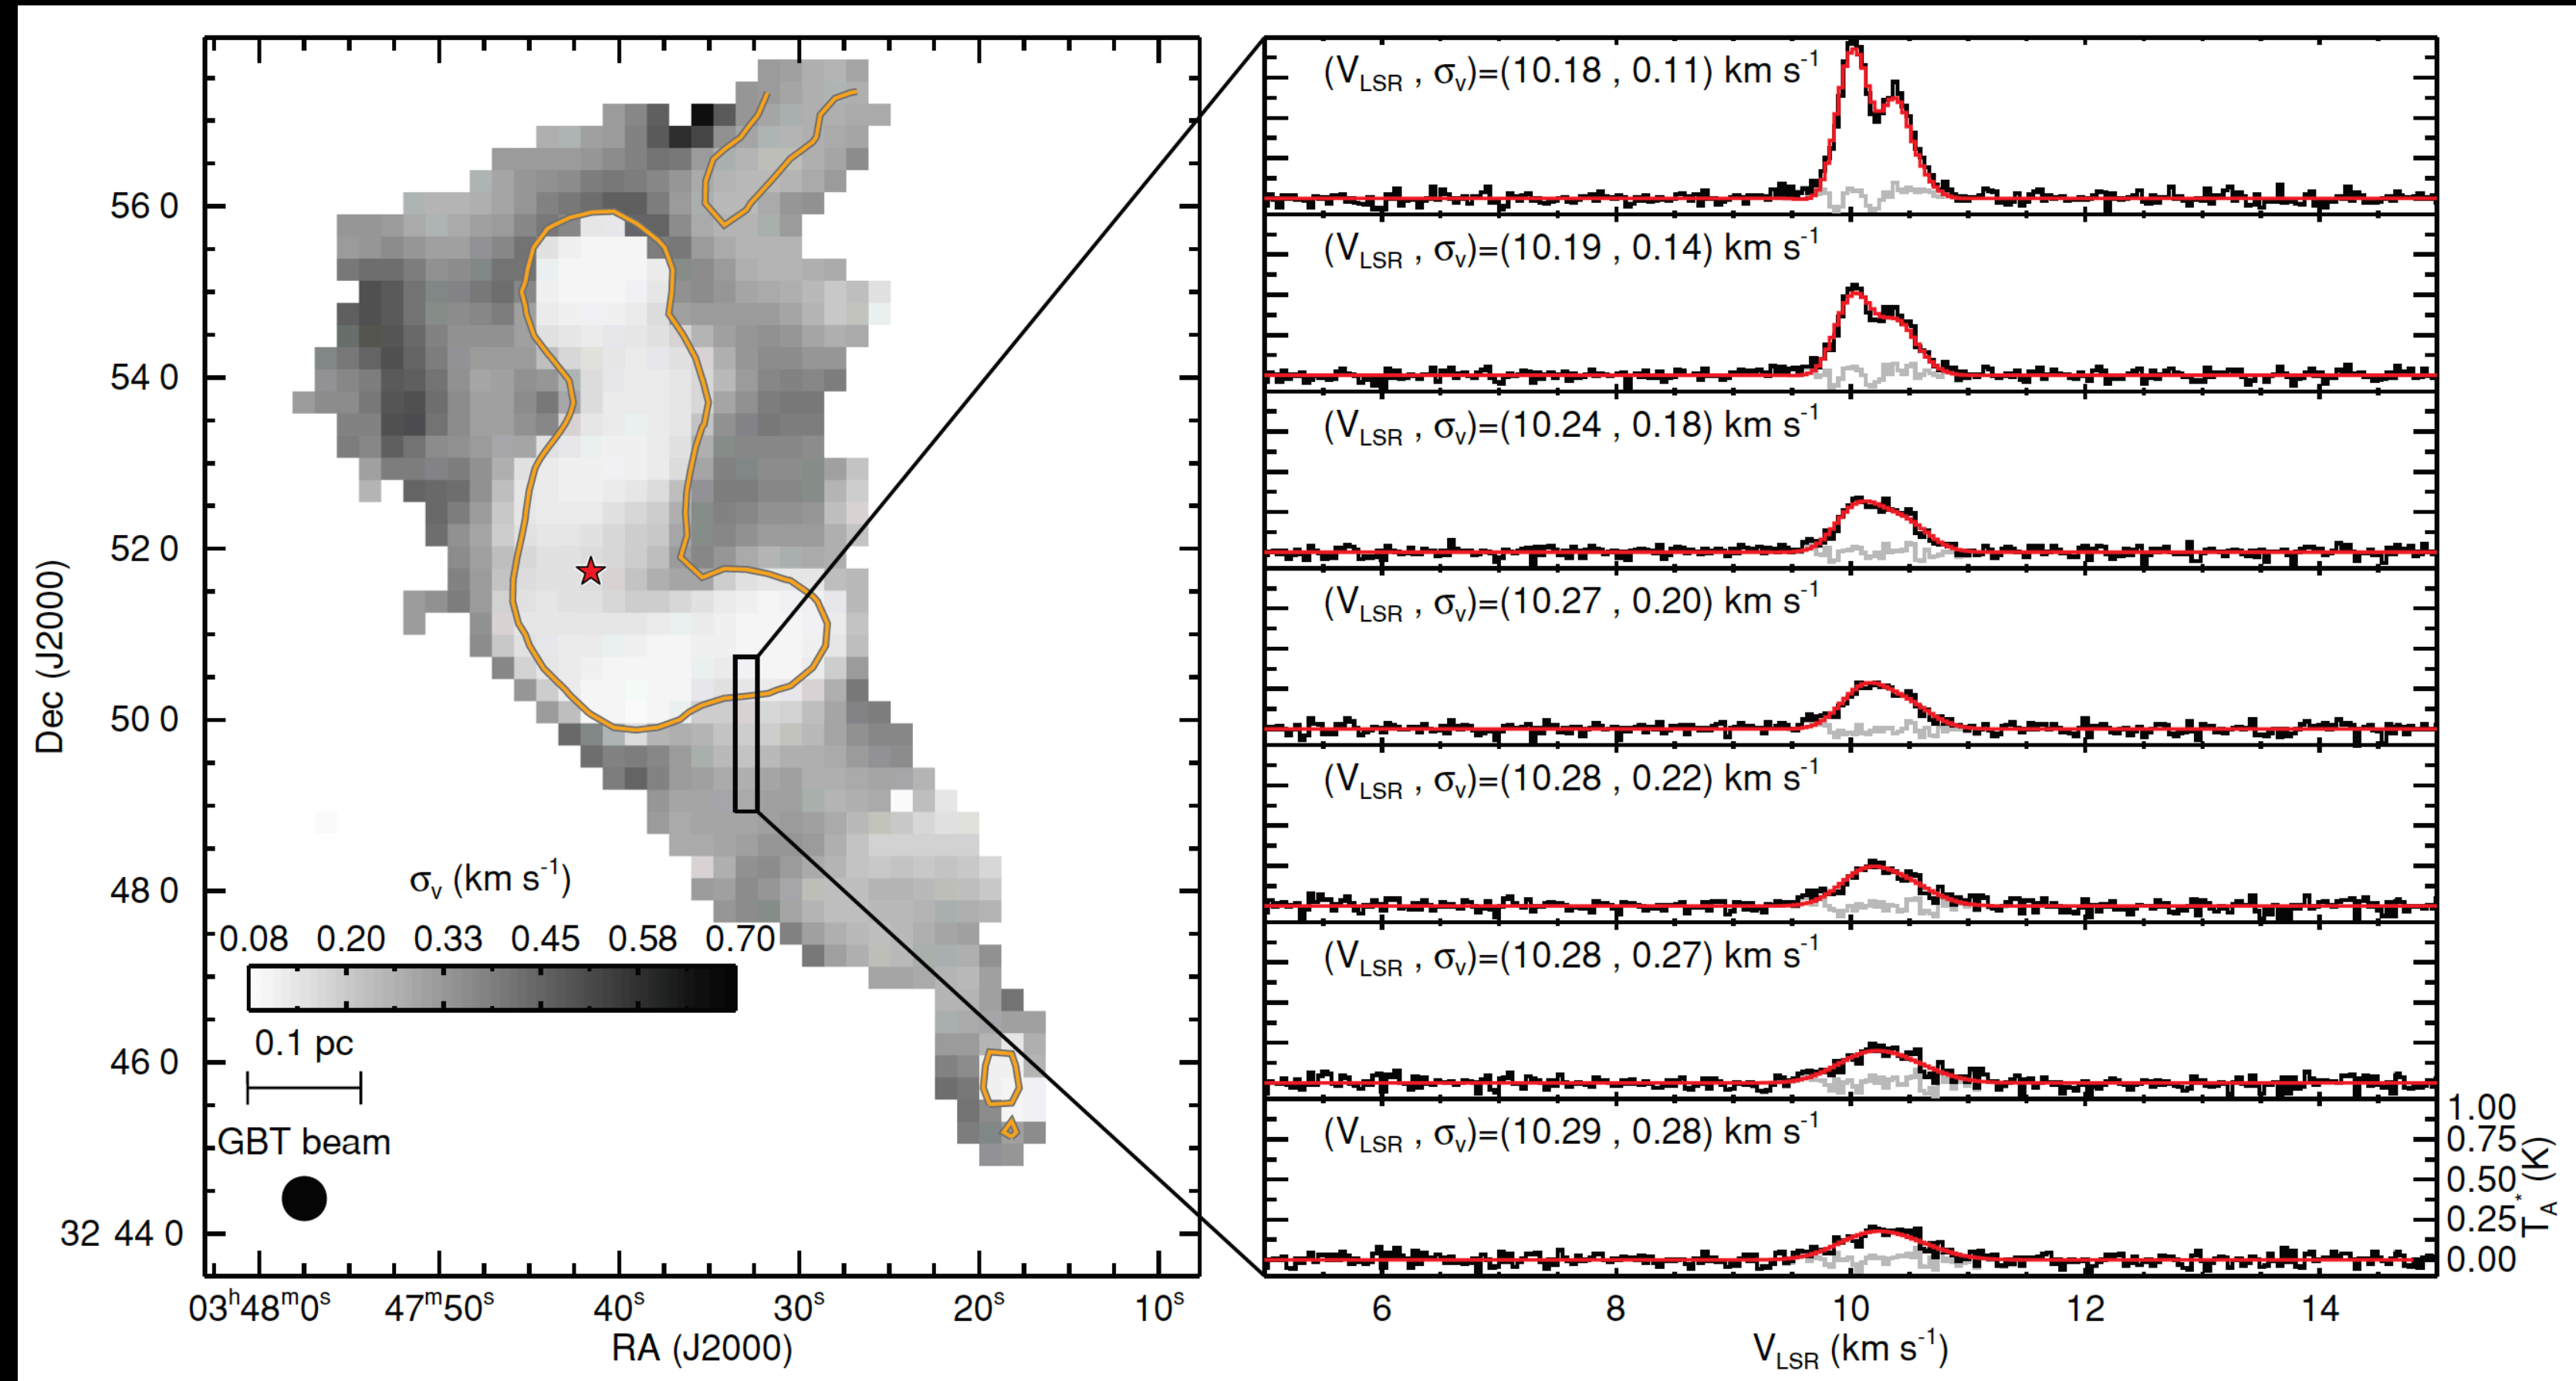 56 0
54 0
52 0
50 0
48 0
46 0
32 44 0
Dec (J2000)
σv (km s-1)
0.08 0.20 0.33 0.45 0.58 0.70
0.1 pc
GBT beam
03h48m0s 47m50s 40s 30s 20s 10s
RA (J2000)
(VLSR , σv)=(10.18 , 0.11) km s-1
(VLSR , σv)=(10.19 , 0.14) km s-1
(VLSR , σv)=(10.24 , 0.18) km s-1
(VLSR , σv)=(10.27 , 0.20) km s-1
(VLSR , σv)=(10.28 , 0.22) km s-1
(VLSR , σv)=(10.28 , 0.27) km s-1
(VLSR , σv)=(10.29 , 0.28) km s-1
1.00
0.75
0.50
0.25
0.00
TA* (K)
6 8 10 12 14
VLSR (km s-1)